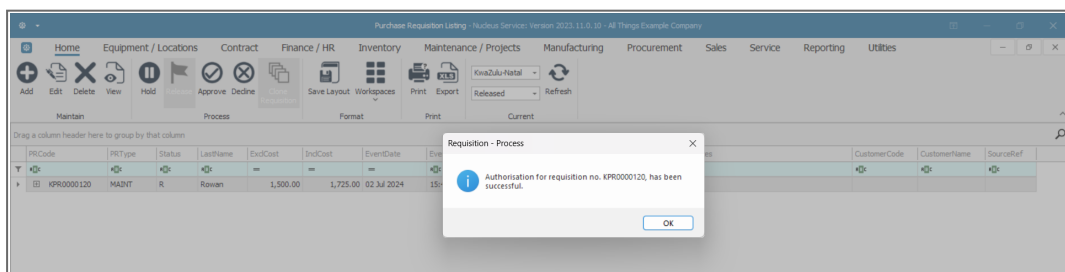 Purchase Requisition Listing - Nucleus Service: Version 2023.11.0.10 - All Things Example Company
Home Equipment / Locations Contract Finance / HR Inventory Maintenance / Projects Manufacturing Procurement Sales Service Reporting Utilities
KwaZulu-Natal
Add Edit Delete View Hold Release Approve Decline Clone Requisition Save Layout Workspaces Print Export Released Refresh
Maintain Process Format Print Current
Drag a column header here to group by that column
Requisition - Process
PRCode PRType Status LastName ExclCost InclCost EventDate CustomerCode CustomerName SourceRef
= = =
KPR0000120 MAINT R Rowan 1,500.00 1,725.00 02 Jul 2024
Authorisation for requisition no. KPR0000120, has been
successful.
OK